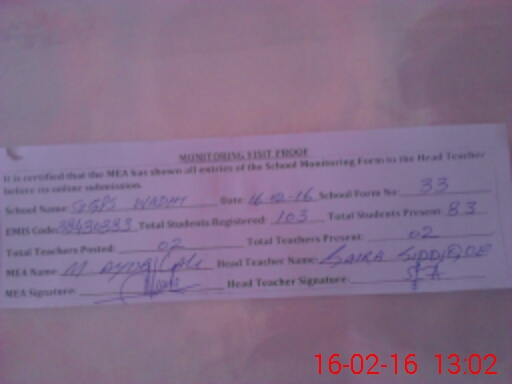 MONITORING VISIT PROOF
It is certified that the MEA has shown all entries of the School Monitoring Form to the Head Teacher
before its online submission.
School Name: Date 16-02-16 School Form No: 33
EMIS Code: 38430383 Total Students Registered: 103 Total Students Present: 83
Total Teachers Posted: 02 Total Teachers Present: 02
MEA Name: M Head Teacher Name: SAIRA
MEA Signature: Head Teacher Signature:
16-02-16 13:02